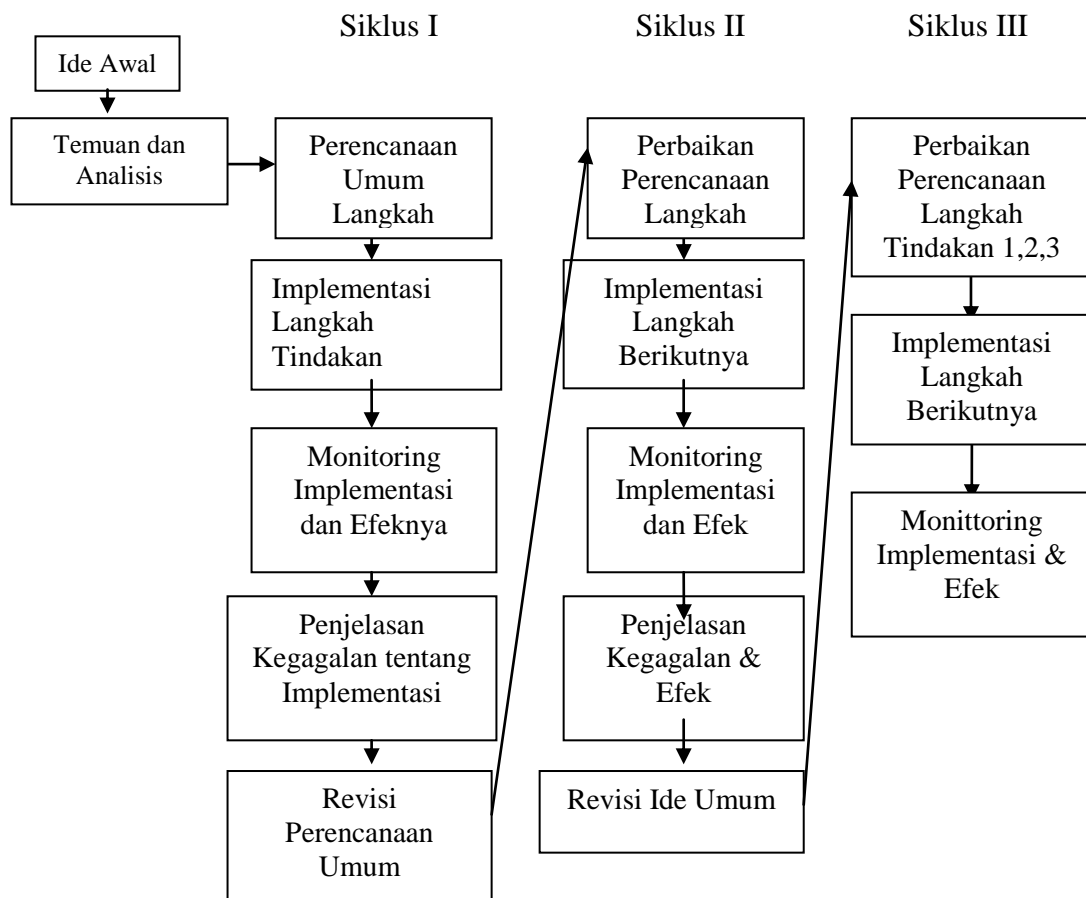 Siklus I
Siklus II
Siklus III
Ide Awal
Temuan dan
Analisis
Perencanaan
Umum
Langkah
Implementasi
Langkah
Tindakan
Monitoring
Implementasi
dan Efeknya
Penjelasan
Kegagalan tentang
Implementasi
Revisi
Perencanaan
Umum
Perbaikan
Perencanaan
Langkah
Implementasi
Langkah
Berikutnya
Monitoring
Implementasi
dan Efek
Penjelasan
Kegagalan &
Efek
Revisi Ide Umum
Perbaikan
Perencanaan
Langkah
Tindakan 1,2,3
Implementasi
Langkah
Berikutnya
Monittoring
Implementasi &
Efek